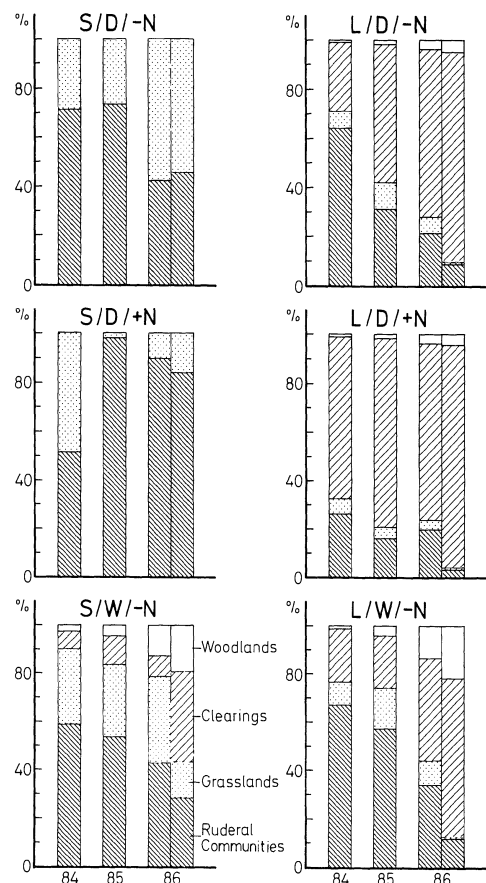 S/D/-N
%
80
40
0
L/D/-N
%
80
40
0
S/D/+N
%
80
40
0
L/D/+N
%
80
40
0
S/W/-N
%
80
40
0
Woodlands
Clearings
Grasslands
Ruderal
Communities
84 85 86
L/W/-N
%
80
40
0
84 85 86